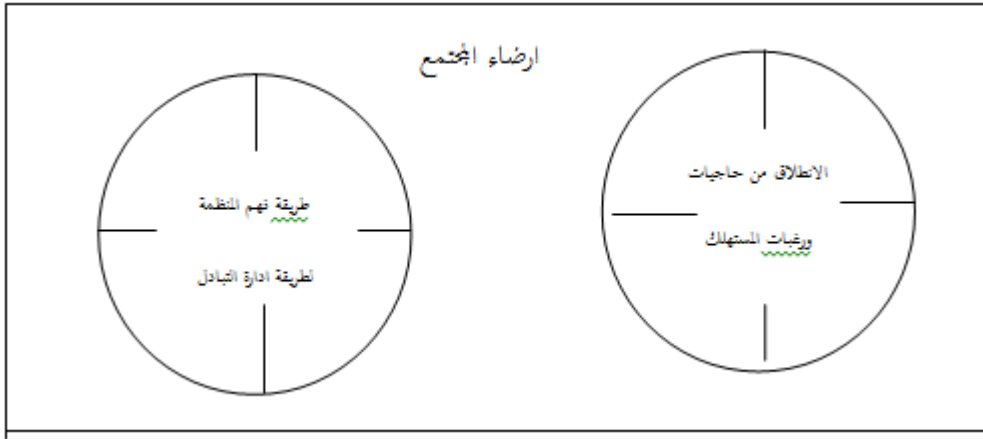 ارضاء المجتمع
الانطلاق من حاجيات
ورغبات المستهلك
طريقة فهم المنظمة
لطريقة ادارة التبادل